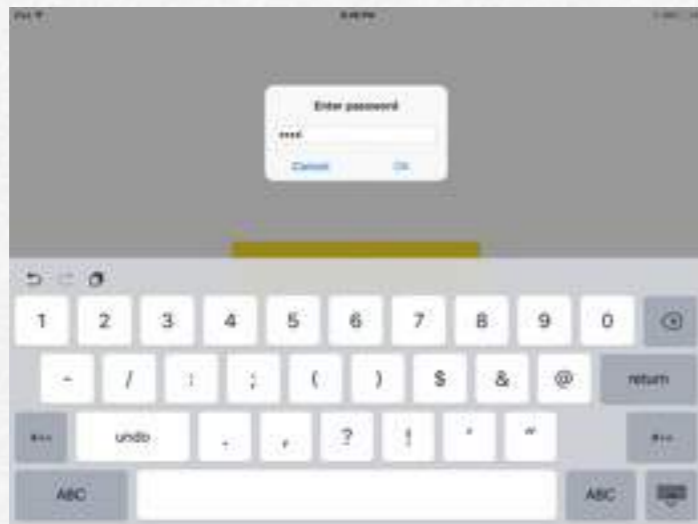 Enter password
••••
Cancel OK
1 2 3 4 5 6 7 8 9 0
- / : ; ( ) $ & @ return
#+= undo . , ? ! ' " #+=
ABC ABC